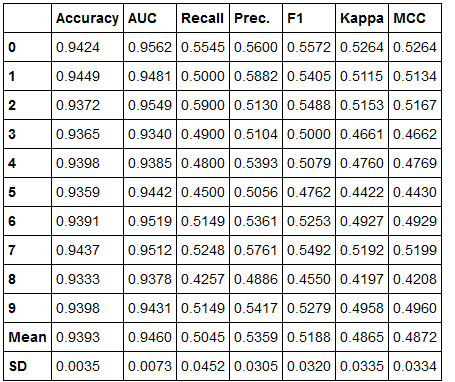 Accuracy AUC Recall Prec. F1 Kappa MCC
0 0.9424 0.9562 0.5545 0.5600 0.5572 0.5264 0.5264
1 0.9449 0.9481 0.5000 0.5882 0.5405 0.5115 0.5134
2 0.9372 0.9549 0.5900 0.5130 0.5488 0.5153 0.5167
3 0.9365 0.9340 0.4900 0.5104 0.5000 0.4661 0.4662
4 0.9398 0.9385 0.4800 0.5393 0.5079 0.4760 0.4769
5 0.9359 0.9442 0.4500 0.5056 0.4762 0.4422 0.4430
6 0.9391 0.9519 0.5149 0.5361 0.5253 0.4927 0.4929
7 0.9437 0.9512 0.5248 0.5761 0.5492 0.5192 0.5199
8 0.9333 0.9378 0.4257 0.4886 0.4550 0.4197 0.4208
9 0.9398 0.9431 0.5149 0.5417 0.5279 0.4958 0.4960
Mean 0.9393 0.9460 0.5045 0.5359 0.5188 0.4865 0.4872
SD 0.0035 0.0073 0.0452 0.0305 0.0320 0.0335 0.0334